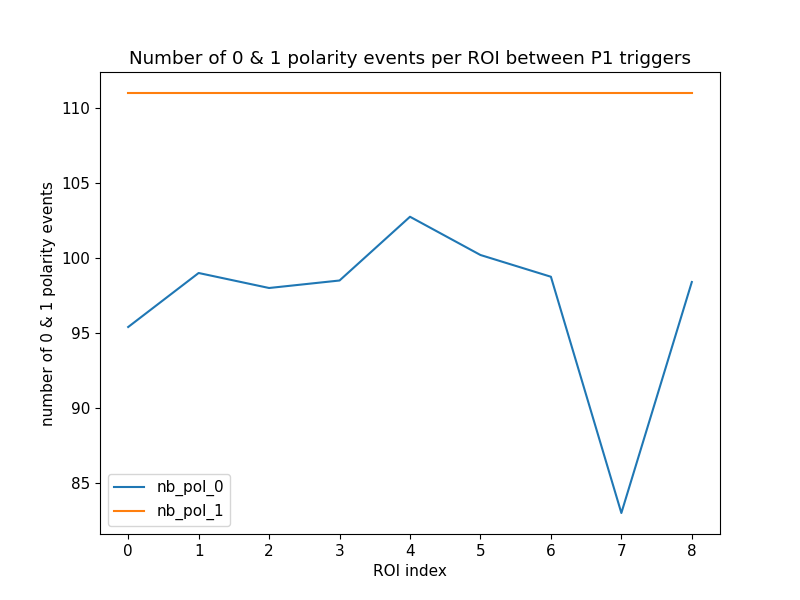 Number of 0 & 1 polarity events per ROI between P1 triggers
110
105
100
95
90
85
number of 0 & 1 polarity events
nb_pol_0
nb_pol_1
0 1 2 3 4 5 6 7 8
ROI index